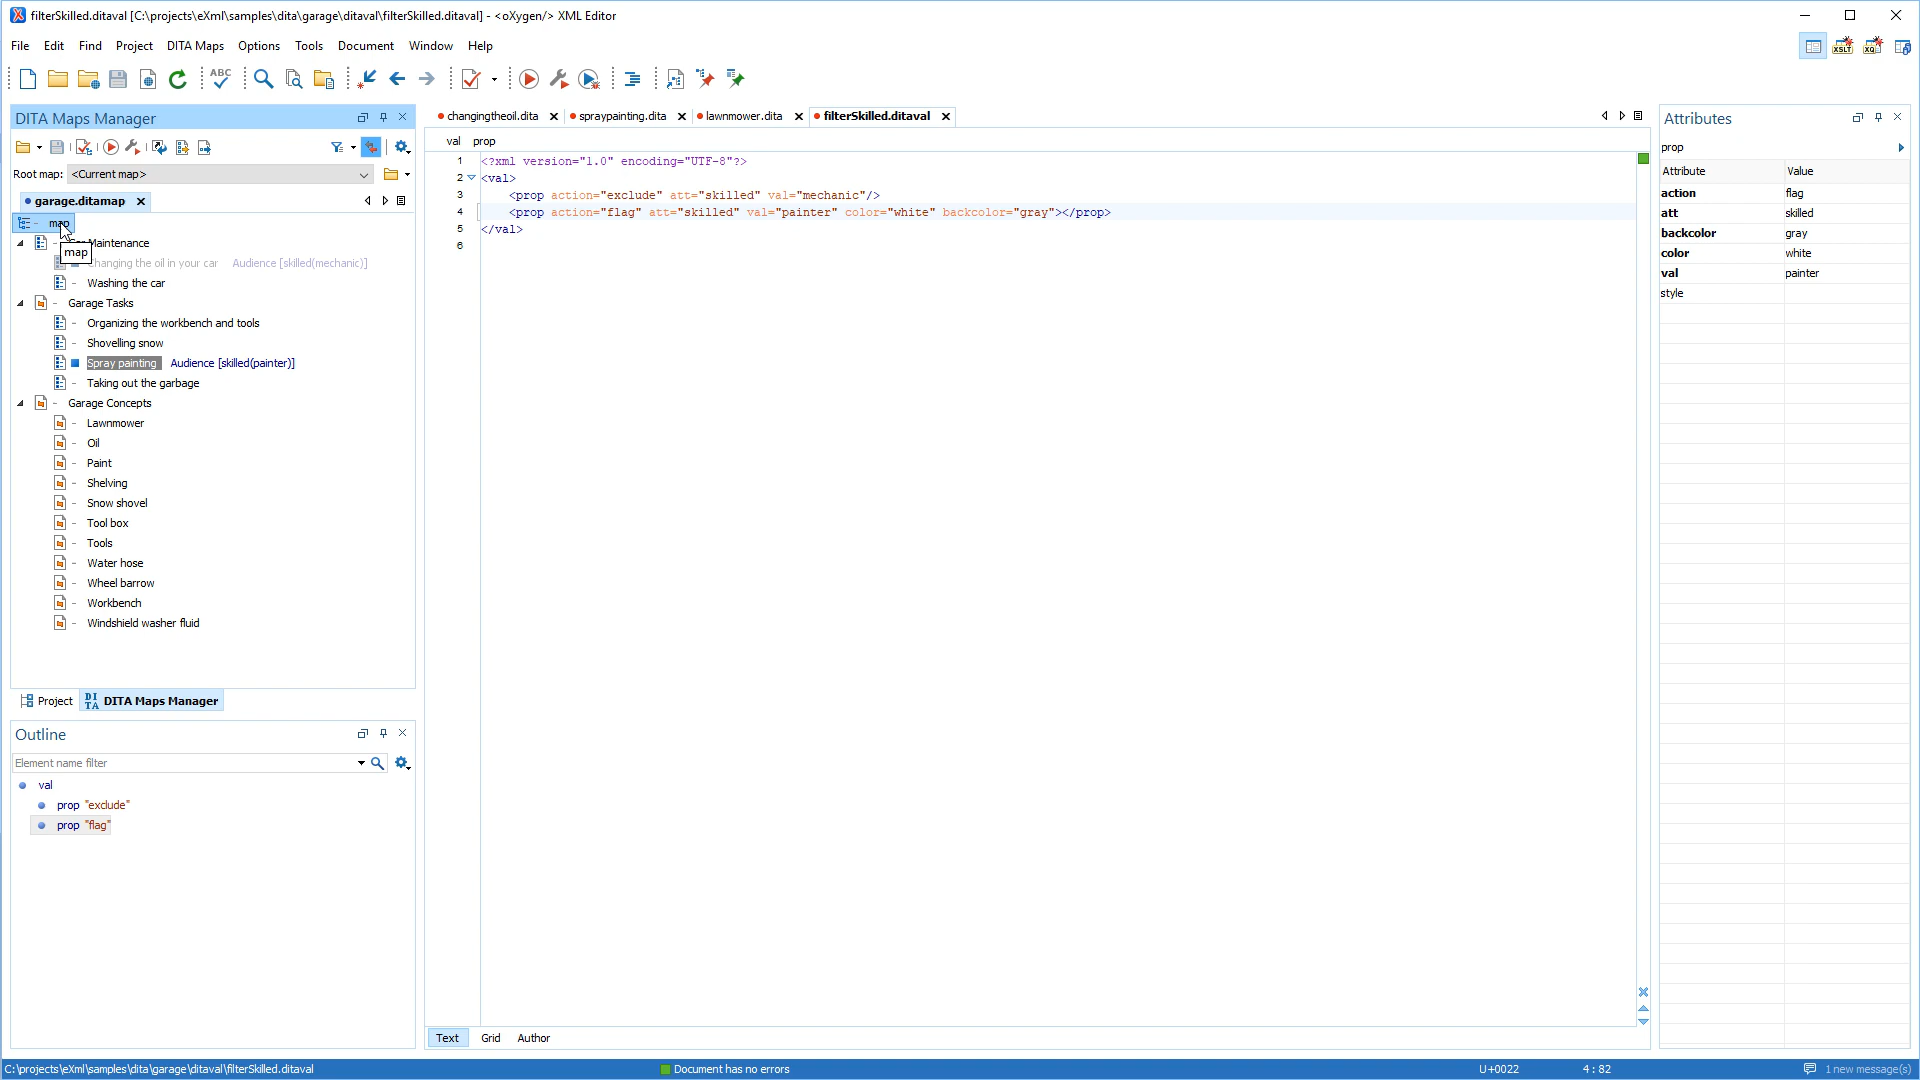 filterSkilled.ditaval [C:\projects\eXml\samples\dita\garage\ditaval\filterSkilled.ditaval] - <oXygen/> XML Editor
File Edit Find Project DITA Maps Options Tools Document Window Help
DITA Maps Manager
Root map: <Current map>
garage.ditamap
map
Maintenance
map
hanging the oil in your car Audience [skilled(mechanic)]
Washing the car
Garage Tasks
Organizing the workbench and tools
Shovelling snow
Spray painting Audience [skilled(painter)]
Taking out the garbage
Garage Concepts
Lawnmower
Oil
Paint
Shelving
Snow shovel
Tool box
Tools
Water hose
Wheel barrow
Workbench
Windshield washer fluid
Project DITA Maps Manager
Outline
Element name filter
val
prop "exclude"
prop "flag"
changingtheoil.dita spraypainting.dita lawnmower.dita filterSkilled.ditaval
val prop
1 <?xml version="1.0" encoding="UTF-8"?>
2 <val>
3 <prop action="exclude" att="skilled" val="mechanic"/>
4 <prop action="flag" att="skilled" val="painter" color="white" backcolor="gray"></prop>
5 </val>
6
Text Grid Author
Attributes
prop
Attribute Value
action flag
att skilled
backcolor gray
color white
val painter
style
C:\projects\eXml\samples\dita\garage\ditaval\filterSkilled.ditaval Document has no errors U+0022 4 : 82 1 new message(s)